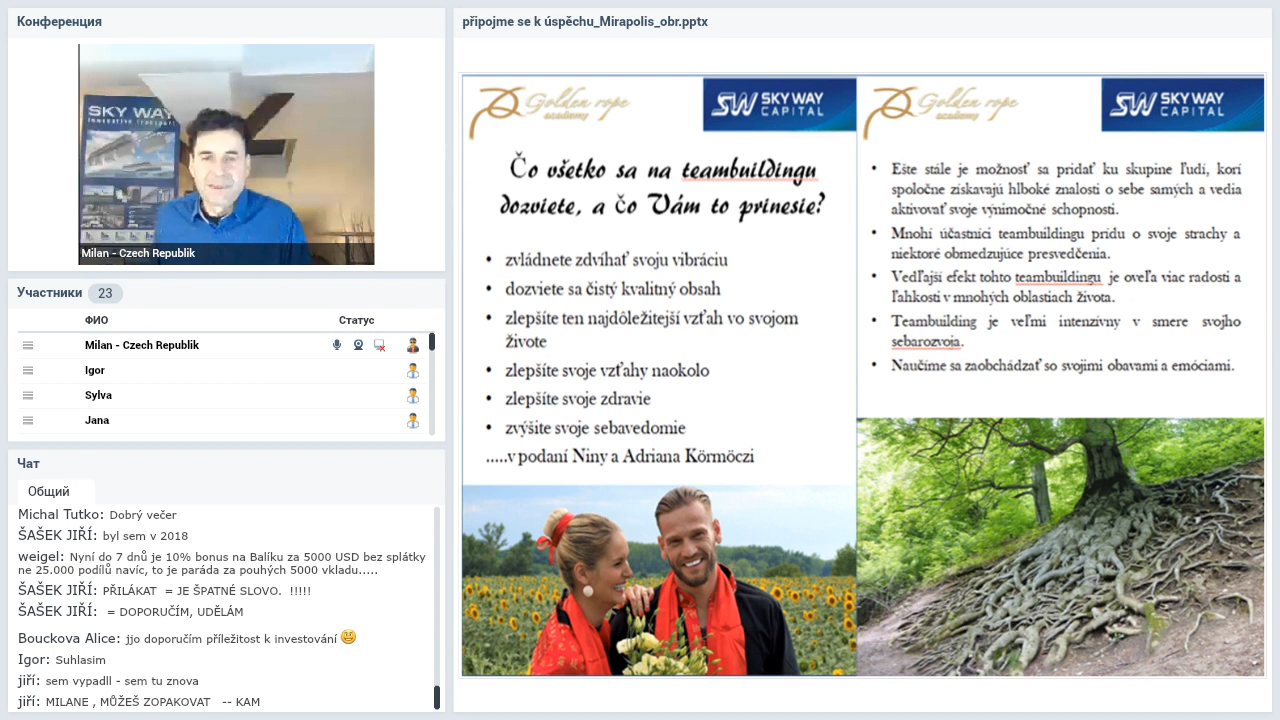 Конференция
SKY WAY
Innovative transport
Milan - Czech Republik
Участники 23
ФИО Статус
Milan - Czech Republik
Igor
Sylva
Jana
Чат
Общий
Michal Tutko: Dobrý večer
ŠAŠEK JIŘÍ: byl sem v 2018
weigel: Nyní do 7 dnů je 10% bonus na Balíku za 5000 USD bez splátky
ne 25.000 podílů navíc, to je paráda za pouhých 5000 vkladu.....
ŠAŠEK JIŘÍ: PŘILÁKAT = JE ŠPATNÉ SLOVO. !!!!!
ŠAŠEK JIŘÍ: = DOPORUČÍM, UDĚLÁM
Bouckova Alice: jjo doporučím příležitost k investování
Igor: Suhlasim
jiří: sem vypadll - sem tu znova
jiří: MILANE , MŮŽEŠ ZOPAKOVAT -- KAM
připojme se k úspěchu_Mirapolis_obr.pptx
Golden rope
academy
SW SKY WAY
CAPITAL
Čo všetko sa na teambuildingu
dozviete, a čo Vám to prinesie?
• zvládnete zdvíhať svoju vibráciu
• dozviete sa čistý kvalitný obsah
• zlepšíte ten najdôležitejší vzťah vo svojom
živote
• zlepšíte svoje vzťahy naokolo
• zlepšíte svoje zdravie
• zvýšite svoje sebavedomie
.....v podaní Niny a Adriana Körmöczi
Golden rope
academy
SW SKY WAY
CAPITAL
• Ešte stále je možnosť sa pridať ku skupine ľudí, korí
spoločne získavajú hlboké znalosti o sebe samých a vedia
aktivovať svoje výnimočné schopnosti.
• Mnohí účastníci teambuildingu prídu o svoje strachy a
niektoré obmedzujúce presvedčenia.
• Vedľajší efekt tohto teambuildingu je oveľa viac radosti a
ľahkosti v mnohých oblastiach života.
• Teambuilding je veľmi intenzívny v smere svojho
sebarozvoja.
• Naučíme sa zaobchádzať so svojimi obavami a emóciami.